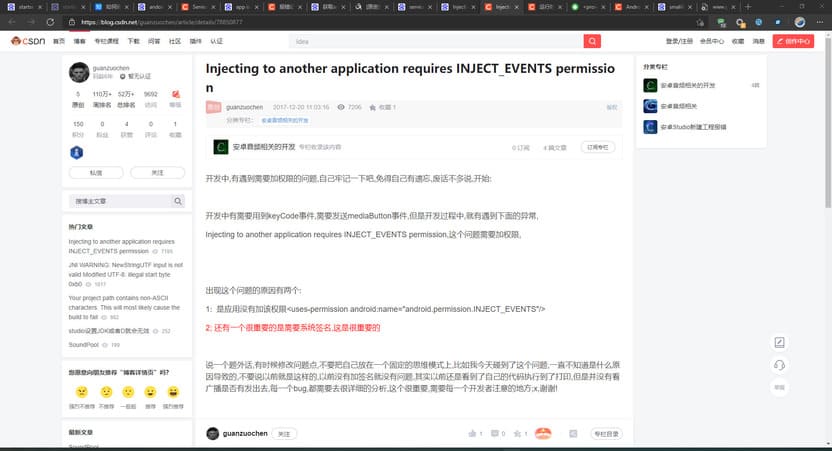 https://blog.csdn.net/guanzuochen/article/details/78850877
CSDN 首页 博客 专栏课程 下载 问答 社区 插件 认证
idea
登录/注册 会员中心 收藏 消息 创作中心
guanzuochen
暂无认证
5 110万+ 52万+ 9692
原创 周排名 总排名 访问 等级
150 0 4 0 1
积分 粉丝 获赞 评论 收藏
私信 关注
搜博主文章
热门文章
Injecting to another application requires
INJECT_EVENTS permission
JNI WARNING: NewStringUTF input is not
valid Modified UTF-8: illegal start byte
0xb0 1017
Your project contains non-ASCII
characters. This will most likely cause the
build to fail 882
studio设置JDK或者D就会无效 252
SoundPool 199
您愿意向朋友推荐“博客详情页”吗?
强烈不推荐 不推荐 一般般 推荐 强烈推荐
最新文章
SoundPool
Injecting to another application requires INJECT_EVENTS permissio
n
原创 guanzuochen 2017-12-20 11:03:16 7206 收藏 1 版权
分类专栏: 安卓音频相关的开发
安卓音频相关的开发 专栏收录该内容 0 订阅 4 篇文章 订阅专栏
开发中,有遇到需要加权限的问题,自己牢记一下吧,免得自己有遗忘,废话不多说,开始:
开发中有需要用到keyCode事件,需要发送mediaButton事件,但是开发过程中,就有遇到下面的异常,
Injecting to another application requires INJECT_EVENTS permission,这个问题需要加权限,
出现这个问题的原因有两个:
1: 是应用没有加该权限<uses-permission android:name="android.permission.INJECT_EVENTS"/>
2; 还有一个很重要的是需要系统签名,这是很重要的
说一个题外话,有时候修改问题点,不要把自己放在一个固定的思维模式上,比如我今天碰到了这个问题,一直不知道是什么原
因导致的,不要说以前就是这样的,以前没有加签名就没有问题,其实以前还是看到了自己的代码执行到了打印,但是并没有看
广播是否有发出去,每一个bug,都需要去很详细的分析,这个很重要,需要每一个开发者注意的地方;x,谢谢!
guanzuochen 关注 1 0 1 专栏目录
分类专栏
安卓音频相关的开发 4篇
安卓音频相关
安卓Studio新建工程报错
举报